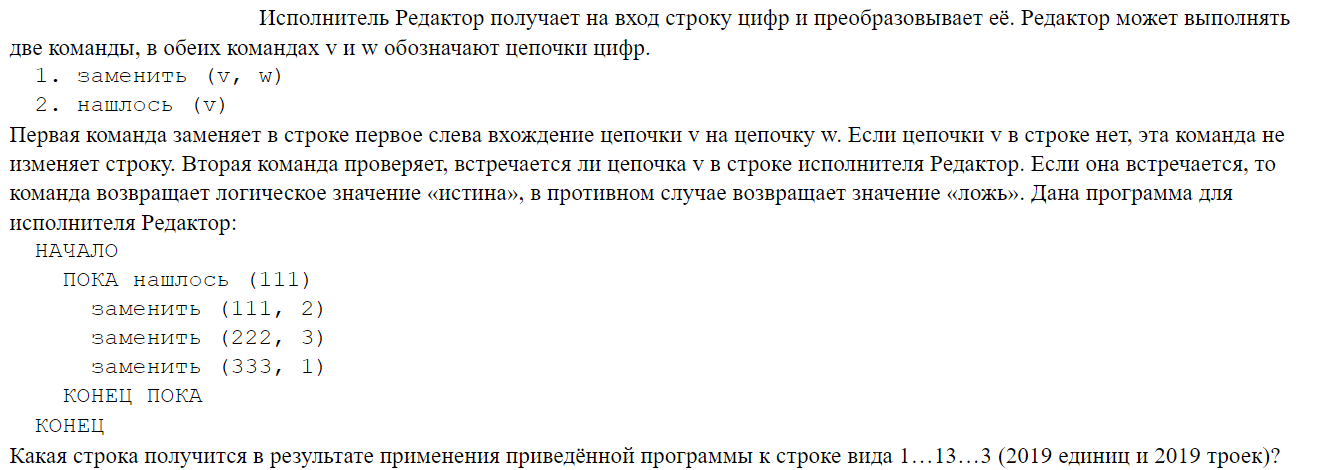 Исполнитель Редактор получает на вход строку цифр и преобразовывает её. Редактор может выполнять
две команды, в обеих командах v и w обозначают цепочки цифр.
1. заменить (v, w)
2. нашлось (v)
Первая команда заменяет в строке первое слева вхождение цепочки v на цепочку w. Если цепочки v в строке нет, эта команда не
изменяет строку. Вторая команда проверяет, встречается ли цепочка v в строке исполнителя Редактор. Если она встречается, то
команда возвращает логическое значение «истина», в противном случае возвращает значение «ложь». Дана программа для
исполнителя Редактор:
НАЧАЛО
ПОКА нашлось (111)
заменить (111, 2)
заменить (222, 3)
заменить (333, 1)
КОНЕЦ ПОКА
КОНЕЦ
Какая строка получится в результате применения приведённой программы к строке вида 1…13…3 (2019 единиц и 2019 троек)?